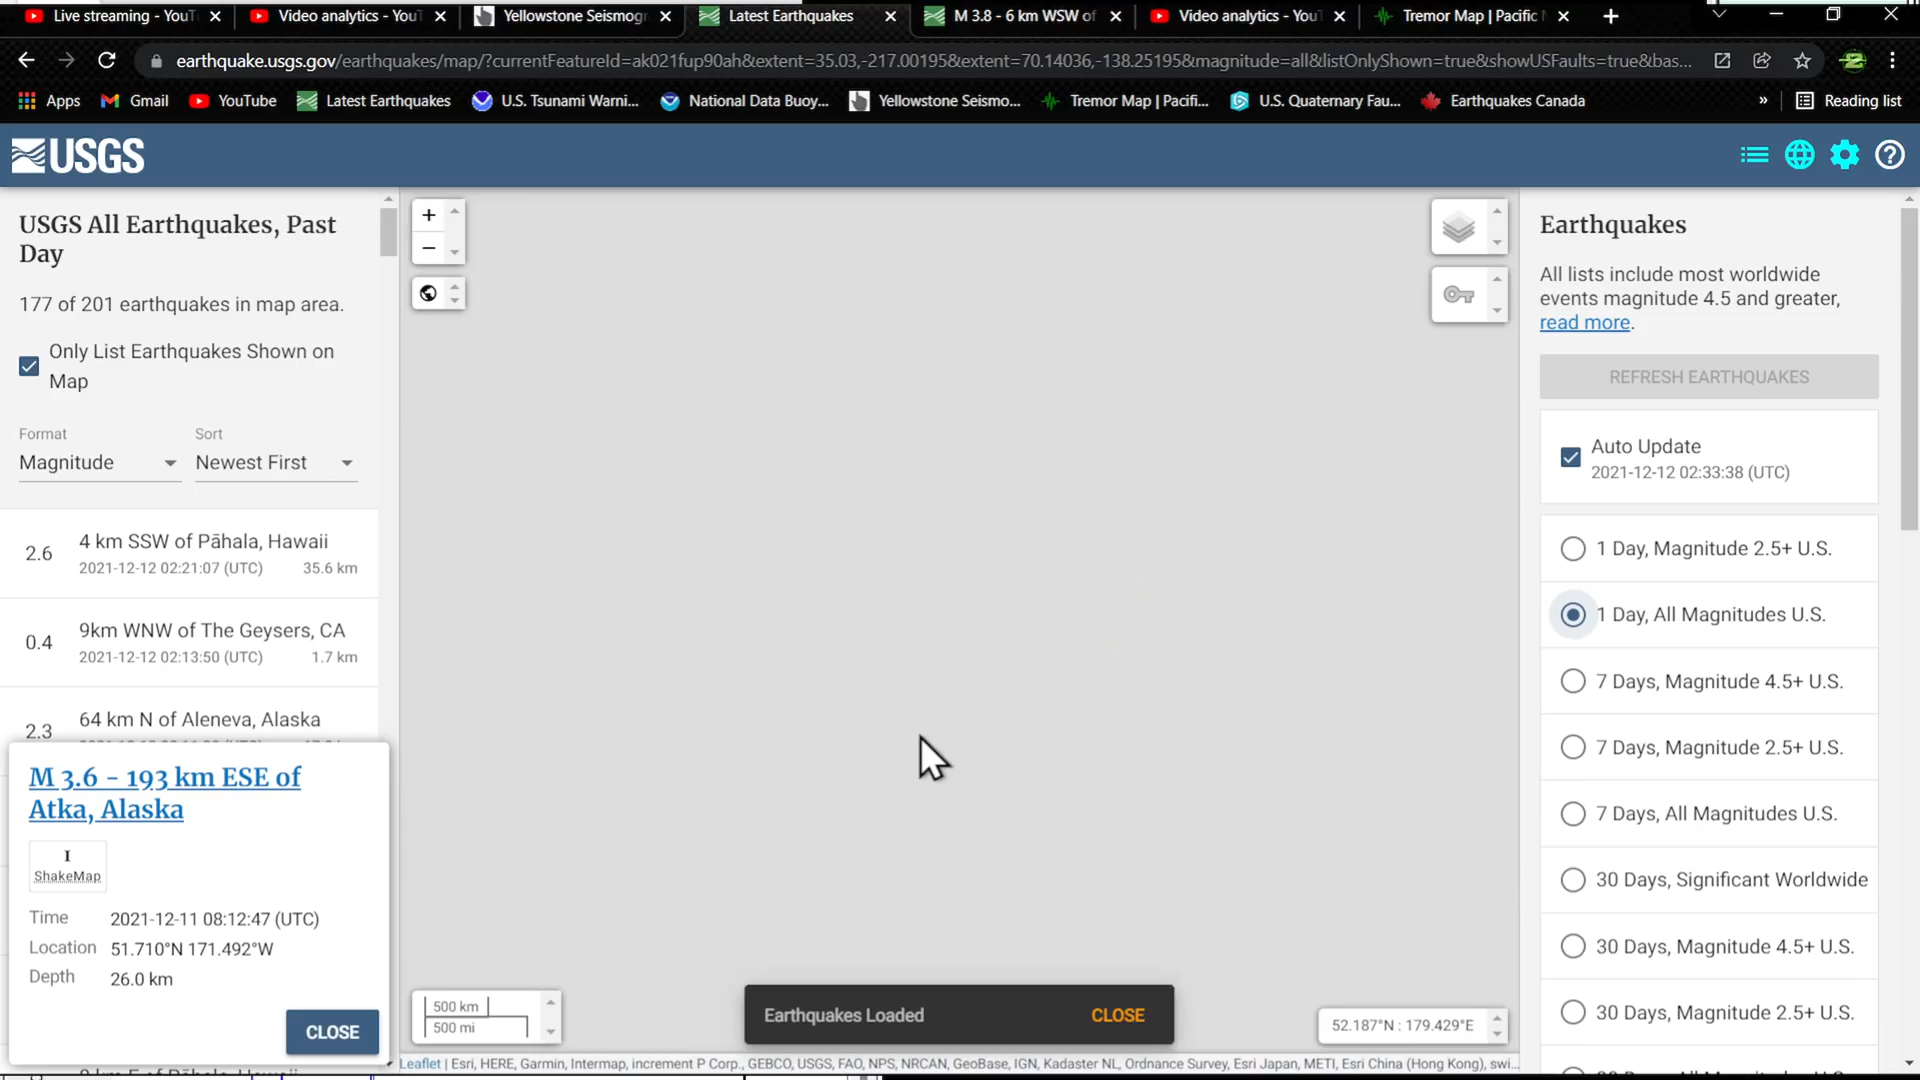 Live streaming - YouT
Video analytics - YouT
Yellowstone Seismogr
Latest Earthquakes
M 3.8 - 6 km WSW of
Video analytics - YouT
Tremor Map | Pacific N
earthquake.usgs.gov/earthquakes/map/?currentFeatureId=ak021fup90ah&extent=35.03,-217.00195&extent=70.14036,-138.25195&magnitude=all&listOnlyShown=true&showUSFaults=true&bas...
Apps
Gmail
YouTube
Latest Earthquakes
U.S. Tsunami Warni...
National Data Buoy...
Yellowstone Seismo...
Tremor Map | Pacifi...
U.S. Quaternary Fau...
Earthquakes Canada
»
Reading list
USGS
USGS All Earthquakes, Past
Day
177 of 201 earthquakes in map area.
Only List Earthquakes Shown on
Map
Format
Sort
Magnitude
Newest First
2.6
4 km SSW of Pāhala, Hawaii
2021-12-12 02:21:07 (UTC)
35.6 km
0.4
9km WNW of The Geysers, CA
2021-12-12 02:13:50 (UTC)
1.7 km
2.3
64 km N of Aleneva, Alaska
M 3.6 - 193 km ESE of
Atka, Alaska
I
ShakeMap
Time
2021-12-11 08:12:47 (UTC)
Location
51.710°N 171.492°W
Depth
26.0 km
CLOSE
+
−
500 km
500 mi
Earthquakes Loaded
CLOSE
52.187°N : 179.429°E
Leaflet | Esri, HERE, Garmin, Intermap, increment P Corp., GEBCO, USGS, FAO, NPS, NRCAN, GeoBase, IGN, Kadaster NL, Ordnance Survey, Esri Japan, METI, Esri China (Hong Kong), swi...
Earthquakes
All lists include most worldwide
events magnitude 4.5 and greater,
read more.
REFRESH EARTHQUAKES
Auto Update
2021-12-12 02:33:38 (UTC)
1 Day, Magnitude 2.5+ U.S.
1 Day, All Magnitudes U.S.
7 Days, Magnitude 4.5+ U.S.
7 Days, Magnitude 2.5+ U.S.
7 Days, All Magnitudes U.S.
30 Days, Significant Worldwide
30 Days, Magnitude 4.5+ U.S.
30 Days, Magnitude 2.5+ U.S.